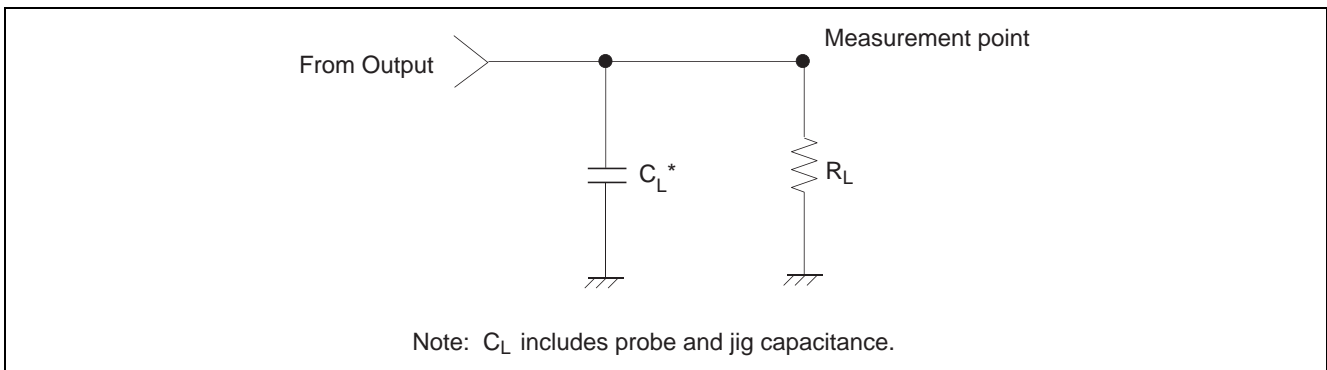 Measurement point
From Output
C_L*
R_L
Note: C_L includes probe and jig capacitance.